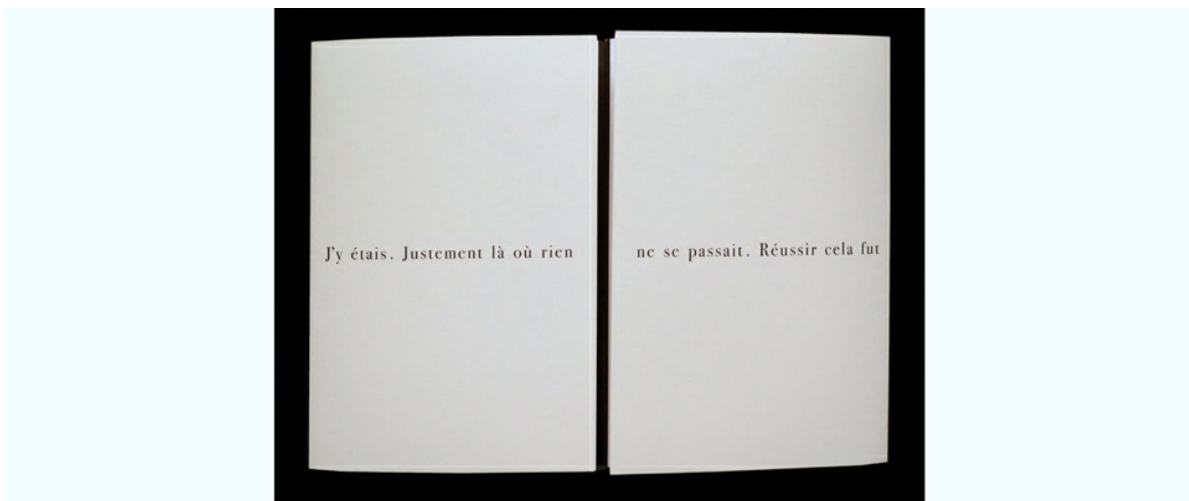 J'y étais. Justement là où rien
ne se passait. Réussir cela fut